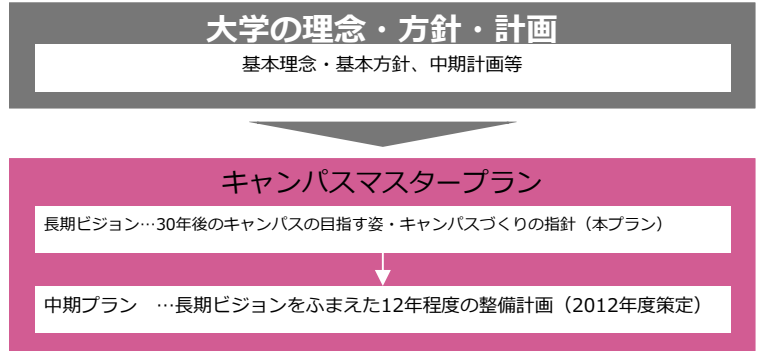 大学の理念・方針・計画
基本理念・基本方針、中期計画等
キャンパスマスタープラン
長期ビジョン…30年後のキャンパスの目指す姿・キャンパスづくりの指針（本プラン）
中期プラン　…長期ビジョンをふまえた12年程度の整備計画（2012年度策定）